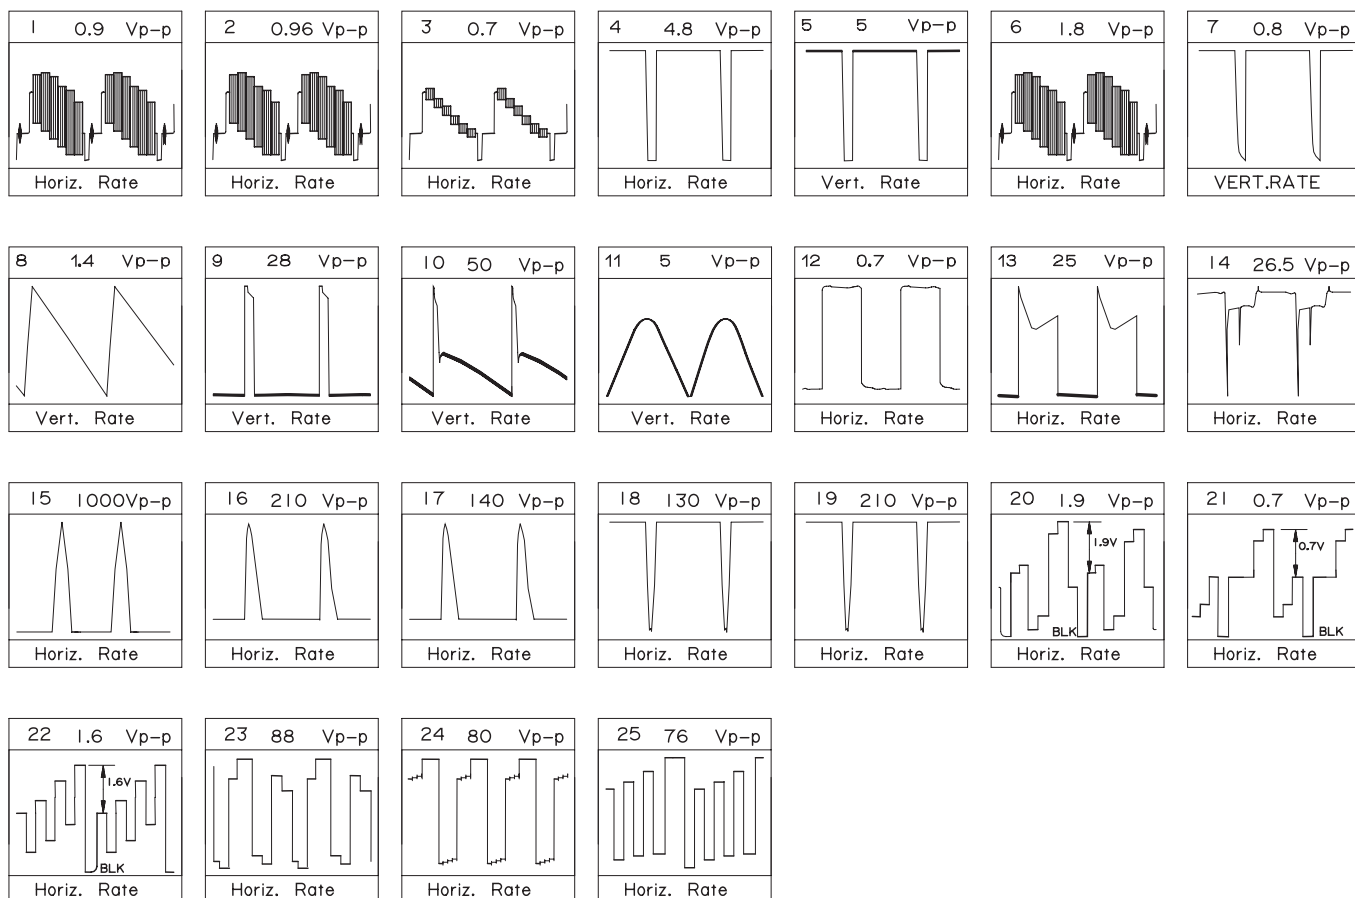 1 0.9 Vp-p
Horiz. Rate
2 0.96 Vp-p
Horiz. Rate
3 0.7 Vp-p
Horiz. Rate
4 4.8 Vp-p
Horiz. Rate
5 5 Vp-p
Vert. Rate
6 1.8 Vp-p
Horiz. Rate
7 0.8 Vp-p
VERT.RATE
8 1.4 Vp-p
Vert. Rate
9 28 Vp-p
Vert. Rate
10 50 Vp-p
Vert. Rate
11 5 Vp-p
Vert. Rate
12 0.7 Vp-p
Horiz. Rate
13 25 Vp-p
Horiz. Rate
14 26.5 Vp-p
Horiz. Rate
15 1000Vp-p
Horiz. Rate
16 210 Vp-p
Horiz. Rate
17 140 Vp-p
Horiz. Rate
18 130 Vp-p
Horiz. Rate
19 210 Vp-p
Horiz. Rate
20 1.9 Vp-p
1.9V
BLK
Horiz. Rate
21 0.7 Vp-p
0.7V
BLK
Horiz. Rate
22 1.6 Vp-p
1.6V
BLK
Horiz. Rate
23 88 Vp-p
Horiz. Rate
24 80 Vp-p
Horiz. Rate
25 76 Vp-p
Horiz. Rate